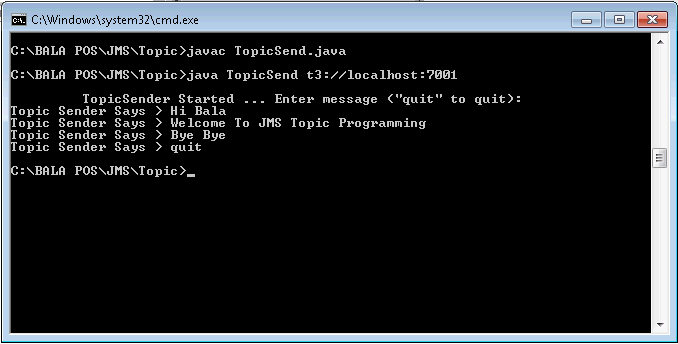 C:\Windows\system32\cmd.exe
C:\BALA POS\JMS\Topic>javac TopicSend.java
C:\BALA POS\JMS\Topic>java TopicSend t3://localhost:7001
TopicSender Started ... Enter message ("quit" to quit):
Topic Sender Says > Hi Bala
Topic Sender Says > Welcome To JMS Topic Programming
Topic Sender Says > Bye Bye
Topic Sender Says > quit
C:\BALA POS\JMS\Topic>_